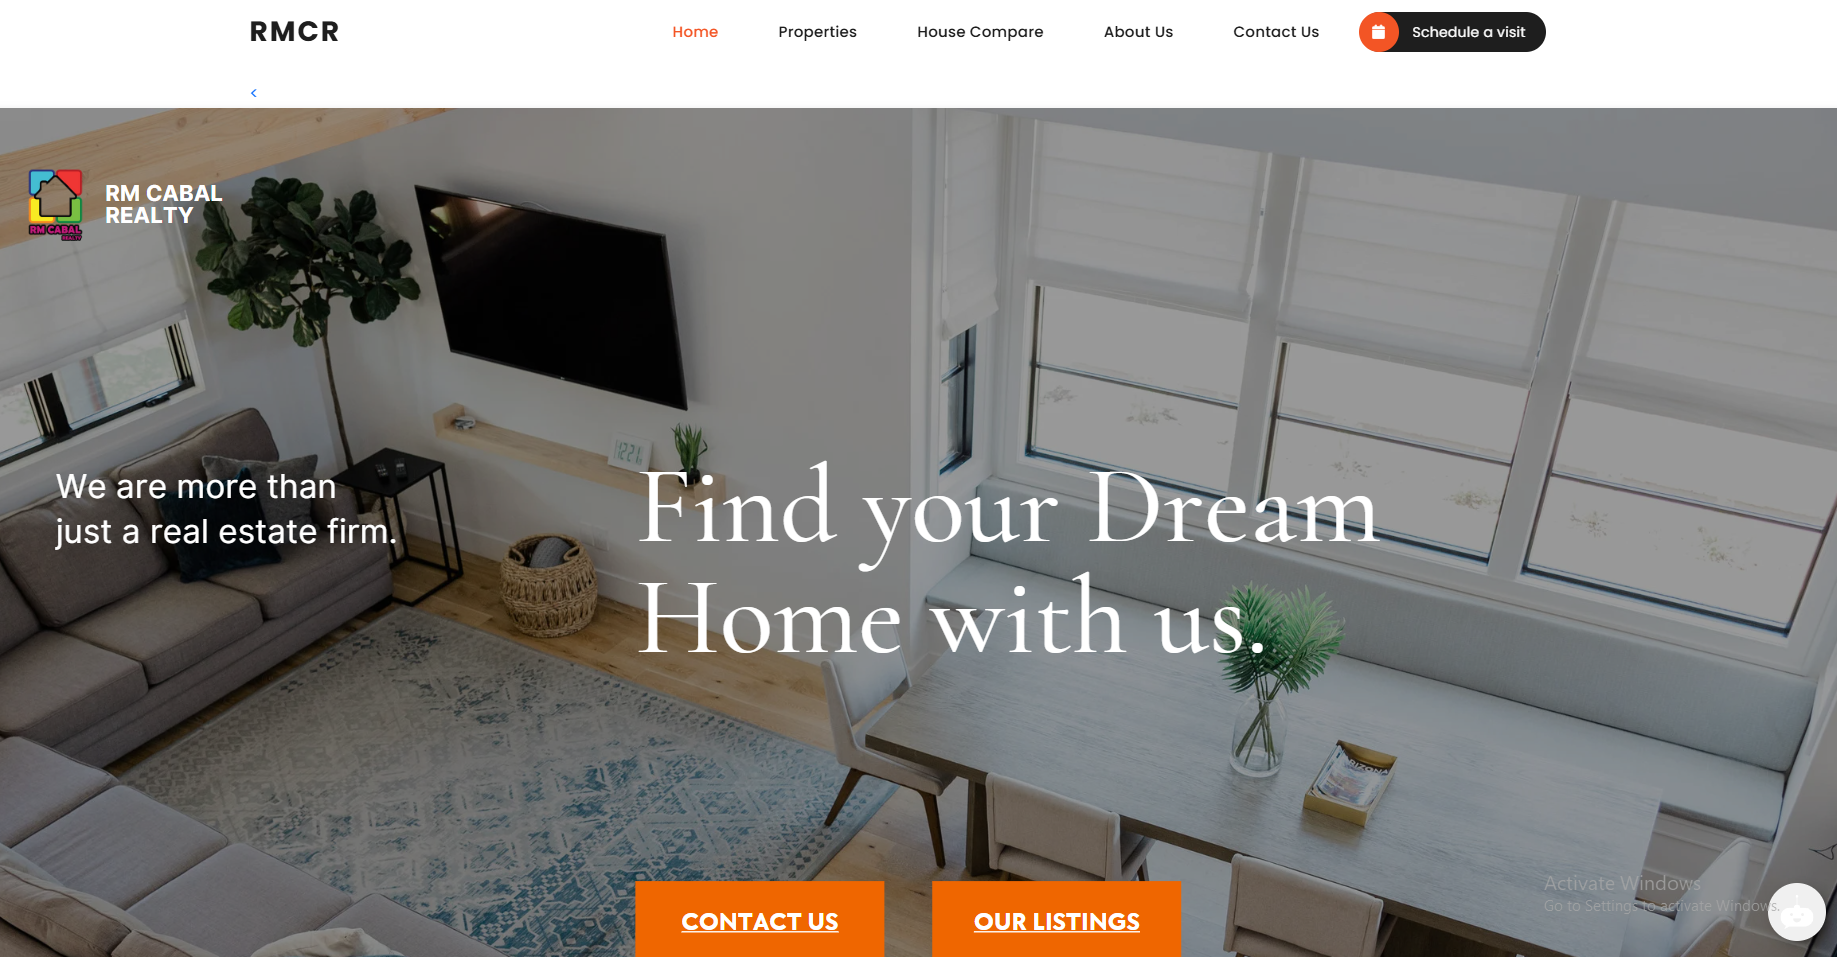 RMCR
Home
Properties
House Compare
About Us
Contact Us
Schedule a visit
<
RM CABAL
REALTY
RM CABAL
REALTY
We are more than
just a real estate firm.
Find your Dream
Home with us.
ARIZONA
CONTACT US
OUR LISTINGS
Activate Windows
Go to Settings to activate Windows.